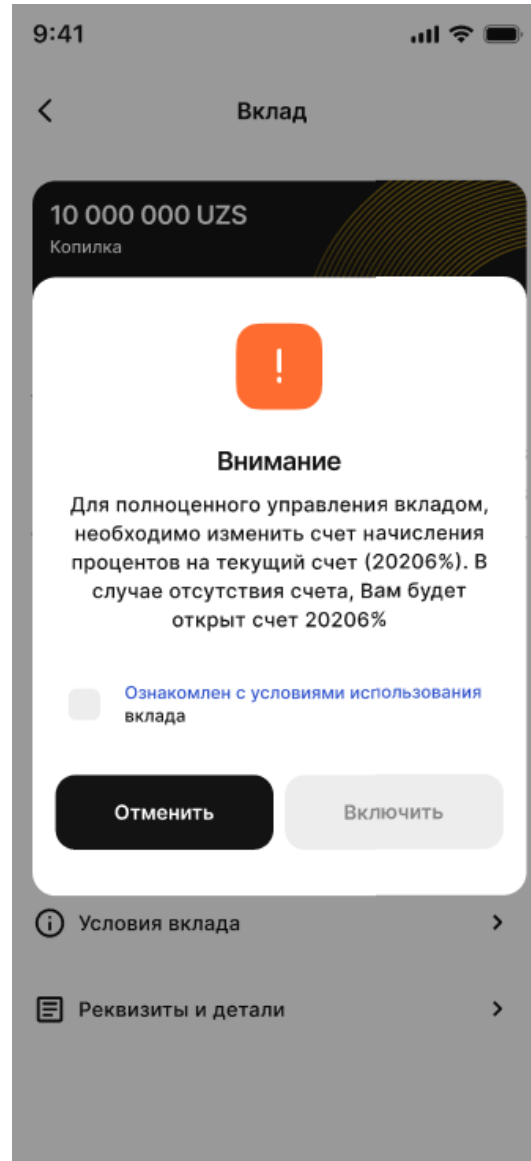 9:41
Вклад
10 000 000 UZS
Копилка
!
Внимание
Для полноценного управления вкладом,
необходимо изменить счет начисления
процентов на текущий счет (20206%). В
случае отсутствия счета, Вам будет
открыт счет 20206%
Ознакомлен с условиями использования
вклада
Отменить
Включить
Условия вклада
Реквизиты и детали